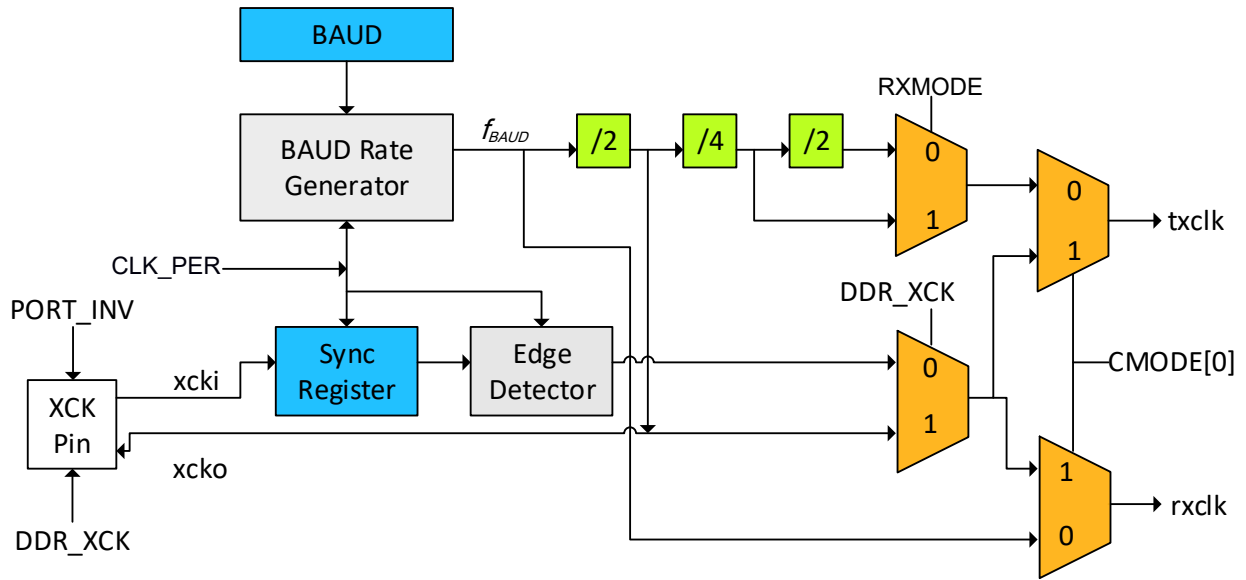 BAUD
RXMODE
BAUD Rate
Generator
fBAUD
/2
/4
/2
0
1
0
1
txclk
CLK_PER
PORT_INV
DDR_XCK
Sync
Register
Edge
Detector
0
1
CMODE[0]
xcki
XCK
Pin
xcko
DDR_XCK
1
0
rxclk